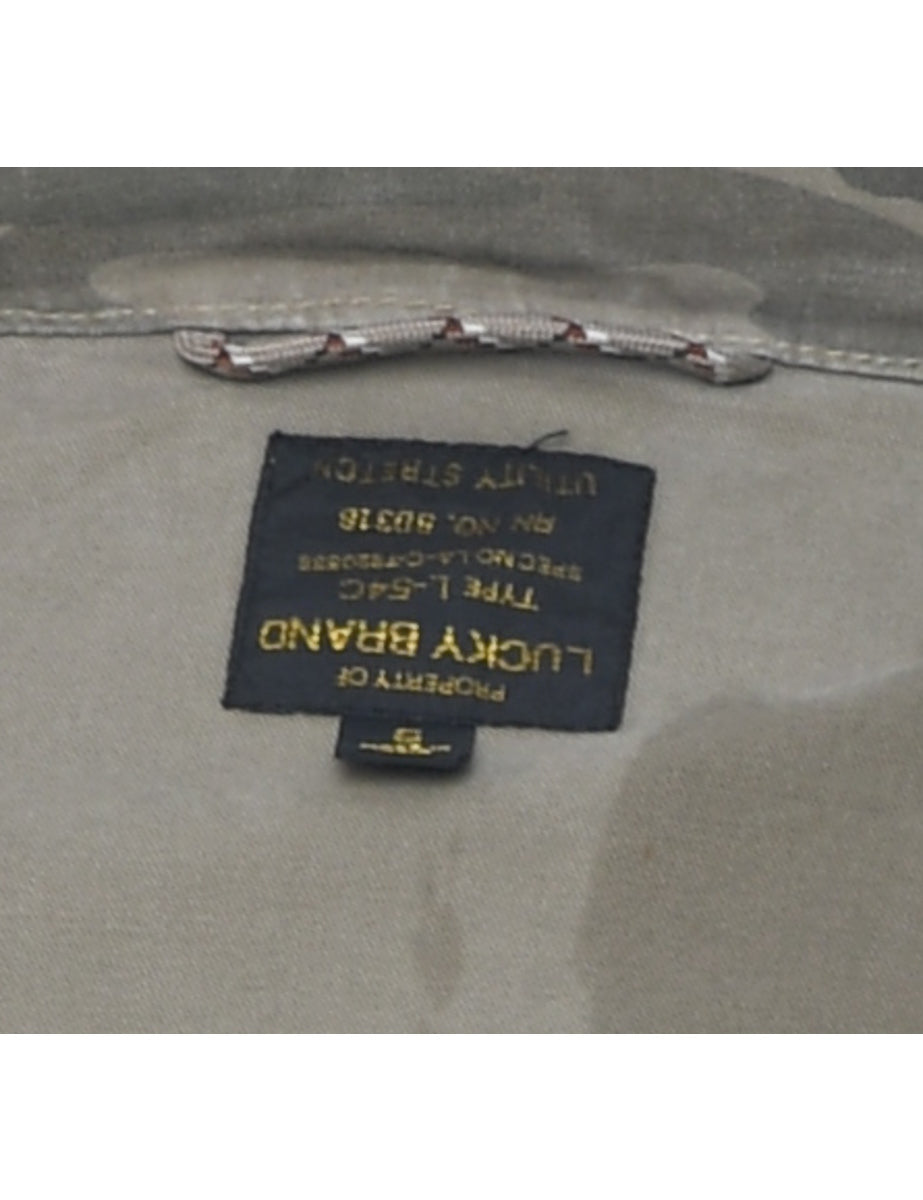 PROPERTY OF
LUCKY BRAND
TYPE L-54C
SPEC NO
RN NO. 80318
UTILITY STRETCH